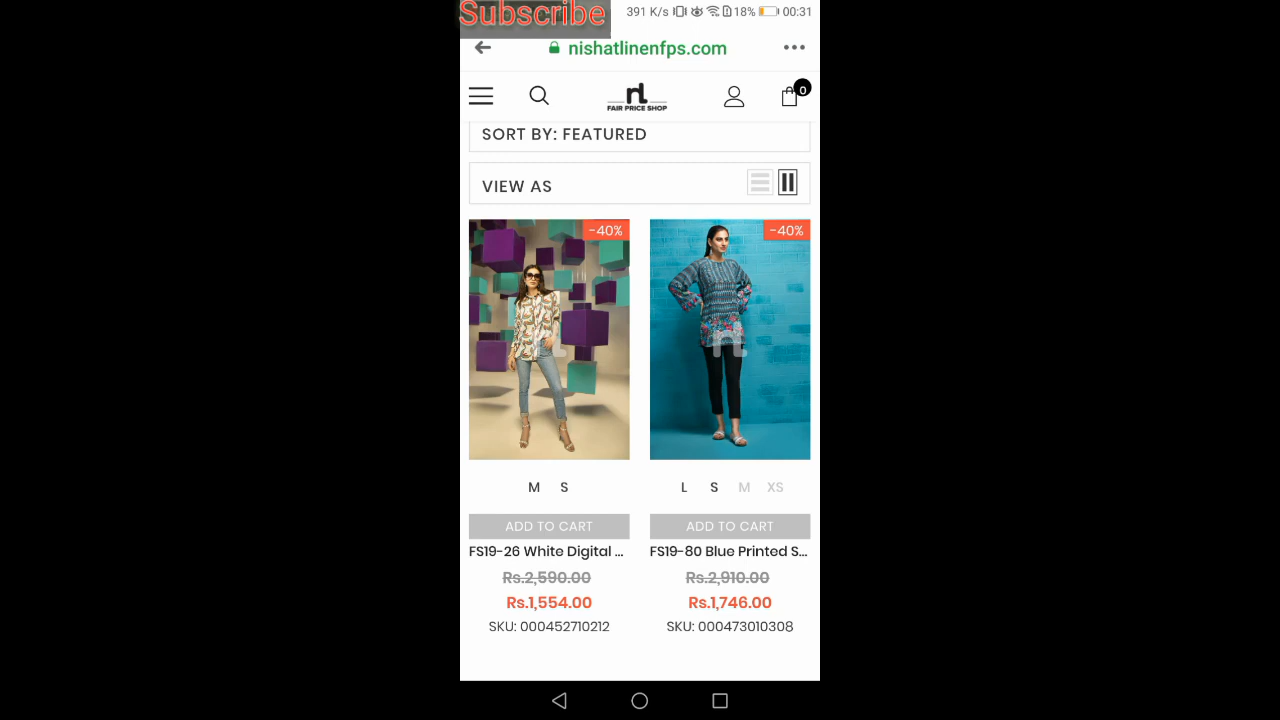 Subscribe
391 K/s 18% 00:31
nishatlinenfps.com
nl
FAIR PRICE SHOP
0
SORT BY: FEATURED
VIEW AS
-40% -40%
nl
M S L S M XS
ADD TO CART ADD TO CART
FS19-26 White Digital ... FS19-80 Blue Printed S...
Rs.2,590.00 Rs.2,910.00
Rs.1,554.00 Rs.1,746.00
SKU: 000452710212 SKU: 000473010308